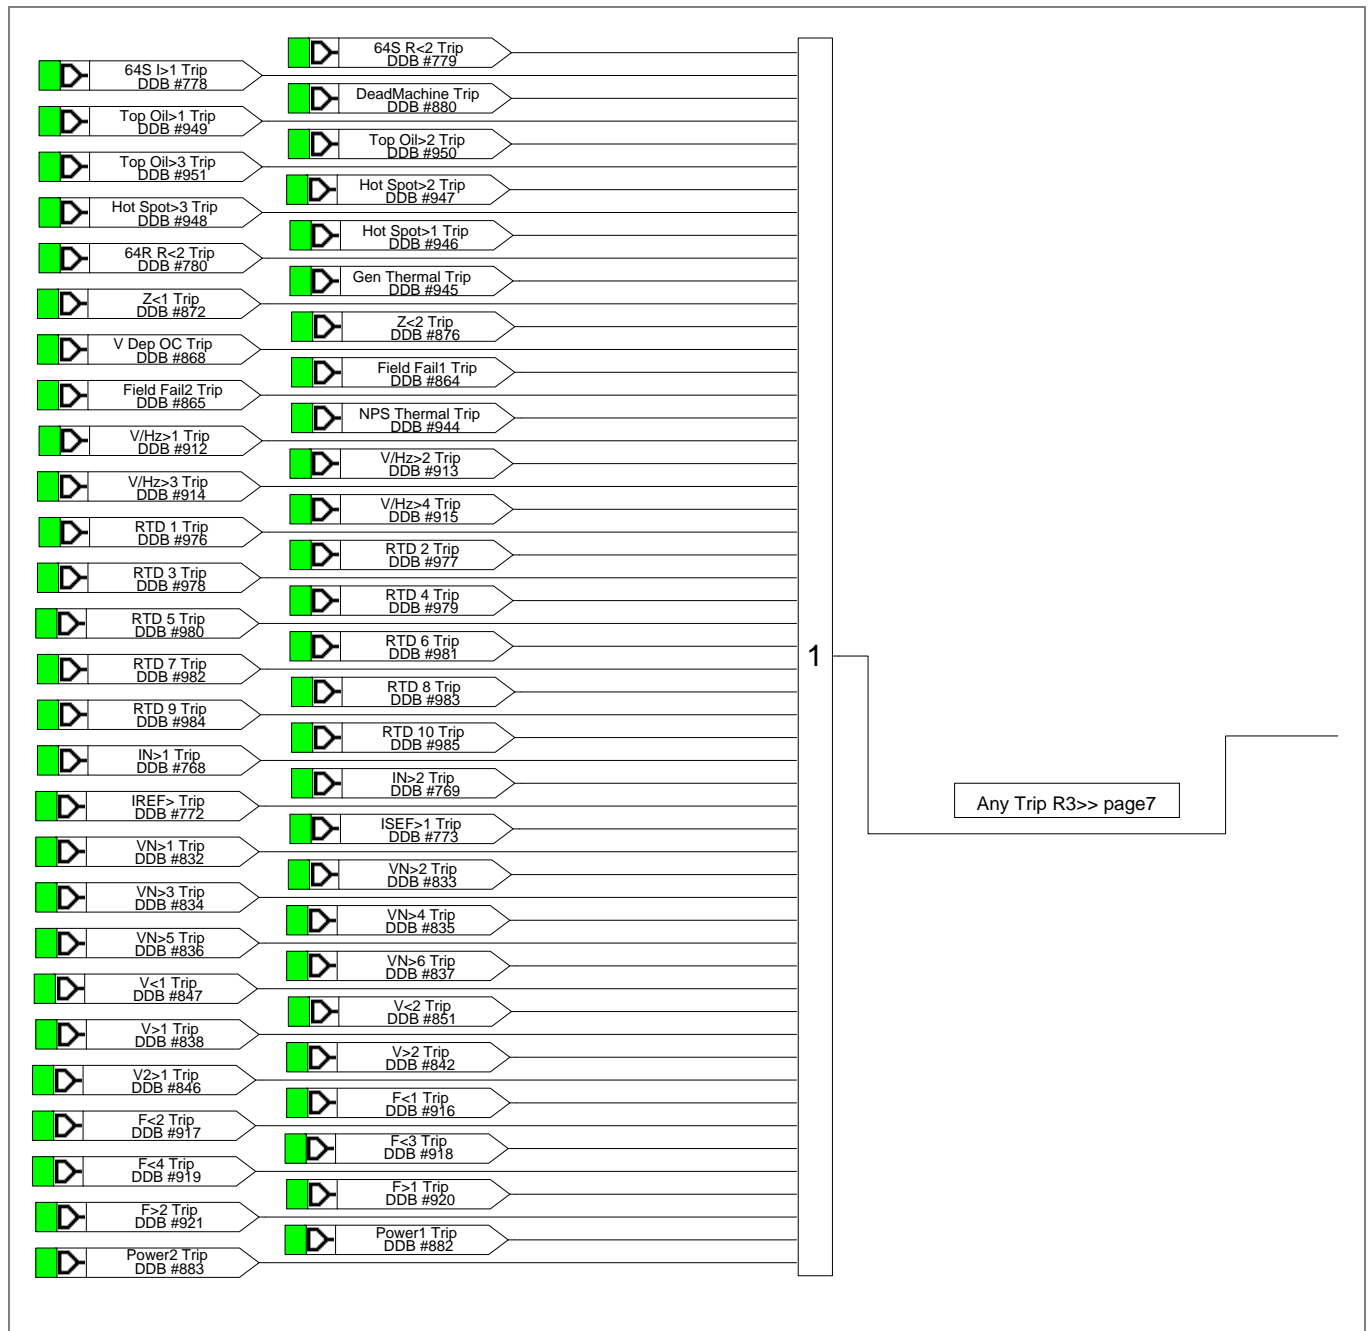 64S R<2 Trip
DDB #779
64S I>1 Trip
DDB #778
DeadMachine Trip
DDB #880
Top Oil>1 Trip
DDB #949
Top Oil>2 Trip
DDB #950
Top Oil>3 Trip
DDB #951
Hot Spot>2 Trip
DDB #947
Hot Spot>3 Trip
DDB #948
Hot Spot>1 Trip
DDB #946
64R R<2 Trip
DDB #780
Gen Thermal Trip
DDB #945
Z<1 Trip
DDB #872
Z<2 Trip
DDB #876
V Dep OC Trip
DDB #868
Field Fail1 Trip
DDB #864
Field Fail2 Trip
DDB #865
NPS Thermal Trip
DDB #944
V/Hz>1 Trip
DDB #912
V/Hz>2 Trip
DDB #913
V/Hz>3 Trip
DDB #914
V/Hz>4 Trip
DDB #915
RTD 1 Trip
DDB #976
RTD 2 Trip
DDB #977
RTD 3 Trip
DDB #978
RTD 4 Trip
DDB #979
RTD 5 Trip
DDB #980
RTD 6 Trip
DDB #981
RTD 7 Trip
DDB #982
RTD 8 Trip
DDB #983
RTD 9 Trip
DDB #984
RTD 10 Trip
DDB #985
IN>1 Trip
DDB #768
IN>2 Trip
DDB #769
IREF> Trip
DDB #772
ISEF>1 Trip
DDB #773
VN>1 Trip
DDB #832
VN>2 Trip
DDB #833
VN>3 Trip
DDB #834
VN>4 Trip
DDB #835
VN>5 Trip
DDB #836
VN>6 Trip
DDB #837
V<1 Trip
DDB #847
V<2 Trip
DDB #851
V>1 Trip
DDB #838
V>2 Trip
DDB #842
V2>1 Trip
DDB #846
F<1 Trip
DDB #916
F<2 Trip
DDB #917
F<3 Trip
DDB #918
F<4 Trip
DDB #919
F>1 Trip
DDB #920
F>2 Trip
DDB #921
Power1 Trip
DDB #882
Power2 Trip
DDB #883
1
Any Trip R3>> page7